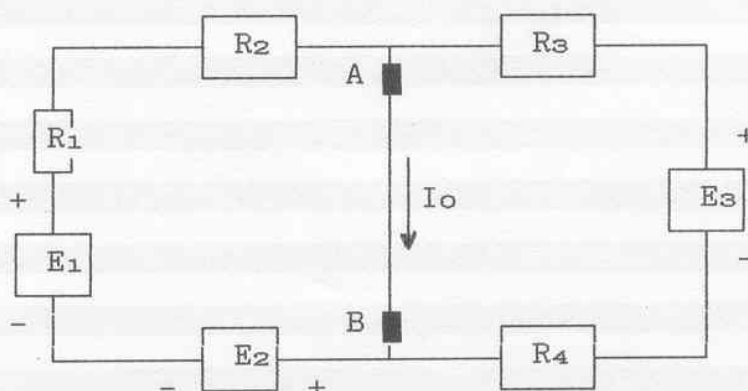 R2
R3
A
R1
+
+
Io
E3
E1
-
-
B
E2
R4
-
+